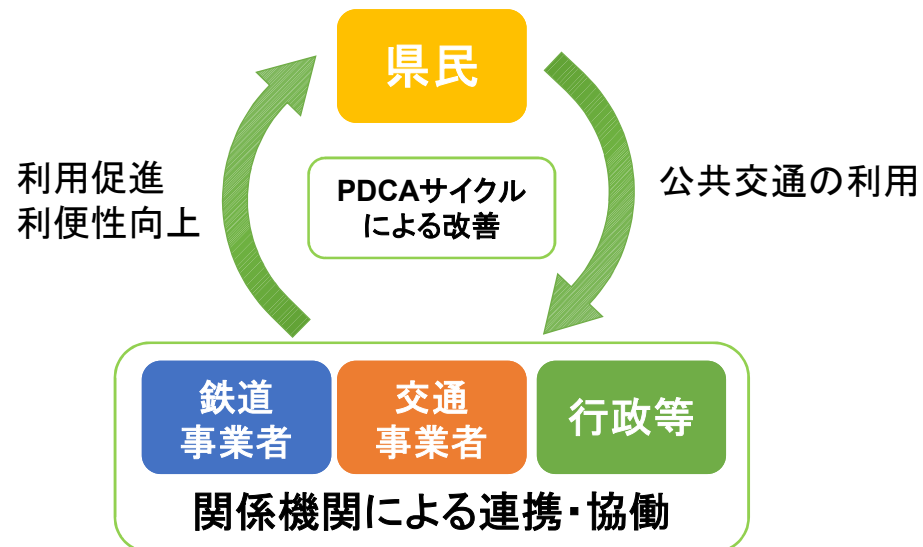 県民
利用促進
利便性向上
PDCAサイクル
による改善
公共交通の利用
鉄道
事業者
交通
事業者
行政等
関係機関による連携・協働